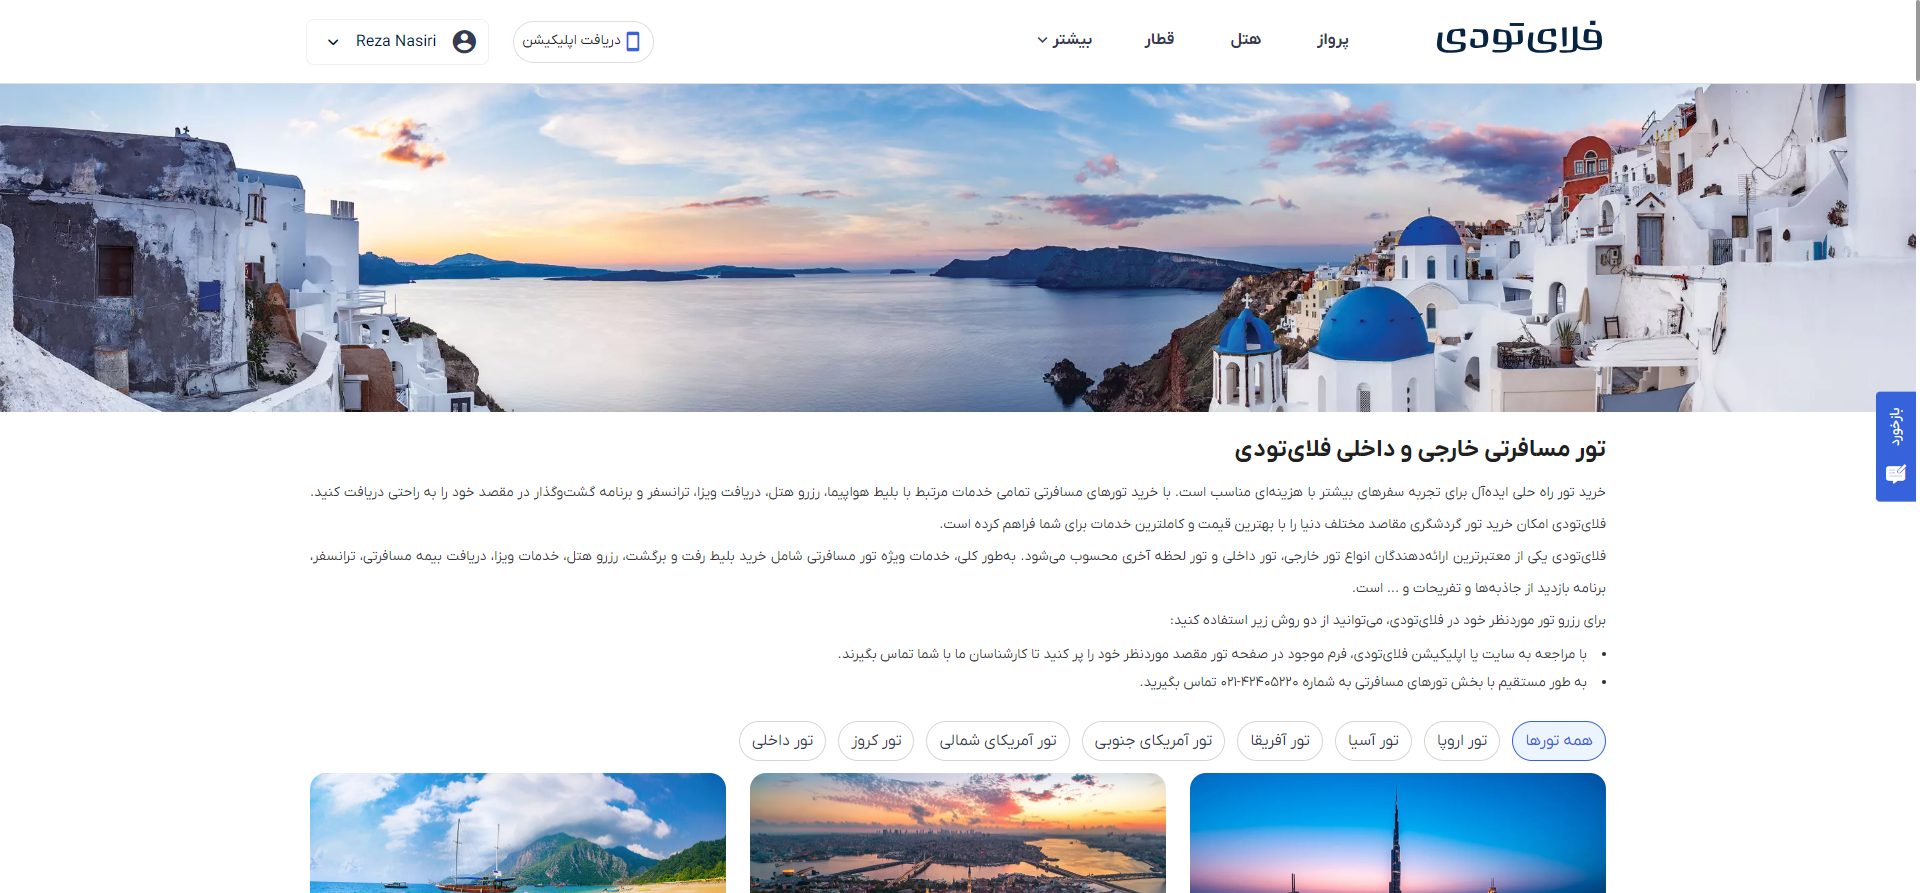 فلای‌تودی
پرواز
هتل
قطار
بیشتر
دریافت اپلیکیشن
Reza Nasiri
بازخورد
تور مسافرتی خارجی و داخلی فلای‌تودی
خرید تور راه حلی ایده‌آل برای تجربه سفرهای بیشتر با هزینه‌ای مناسب است. با خرید تورهای مسافرتی تمامی خدمات مرتبط با بلیط هواپیما، رزرو هتل، دریافت ویزا، ترانسفر و برنامه گشت‌وگذار در مقصد خود را به راحتی دریافت کنید.
فلای‌تودی امکان خرید تور گردشگری مقاصد مختلف دنیا را با بهترین قیمت و کاملترین خدمات برای شما فراهم کرده است.
فلای‌تودی یکی از معتبرترین ارائه‌دهندگان انواع تور خارجی، تور داخلی و تور لحظه آخری محسوب می‌شود. به‌طور کلی، خدمات ویژه تور مسافرتی شامل خرید بلیط رفت و برگشت، رزرو هتل، خدمات ویزا، دریافت بیمه مسافرتی، ترانسفر،
برنامه بازدید از جاذبه‌ها و تفریحات و ... است.
برای رزرو تور موردنظر خود در فلای‌تودی، می‌توانید از دو روش زیر استفاده کنید:
• با مراجعه به سایت یا اپلیکیشن فلای‌تودی، فرم موجود در صفحه تور مقصد موردنظر خود را پر کنید تا کارشناسان ما با شما تماس بگیرند.
• به طور مستقیم با بخش تورهای مسافرتی به شماره ۰۲۱-۴۲۴۰۵۲۲۰ تماس بگیرید.
همه تورها
تور اروپا
تور آسیا
تور آفریقا
تور آمریکای جنوبی
تور آمریکای شمالی
تور کروز
تور داخلی